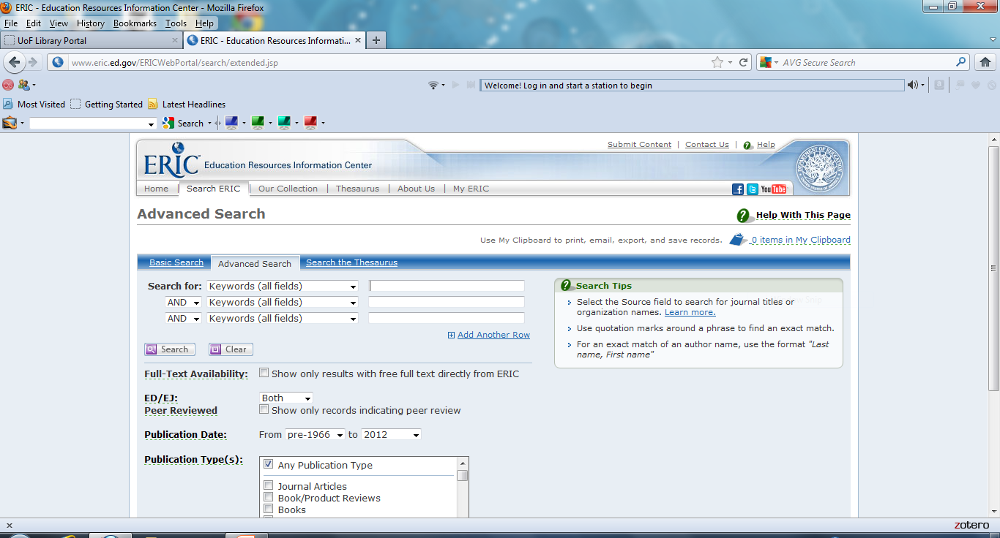 ERIC - Education Resources Information Center - Mozilla Firefox
File Edit View History Bookmarks Tools Help
UoF Library Portal ERIC - Education Resources Informati...
www.eric.ed.gov/ERICWebPortal/search/extended.jsp AVG Secure Search
Welcome! Log in and start a station to begin
Most Visited Getting Started Latest Headlines
Search
Submit Content | Contact Us | Help
ERIC Education Resources Information Center
Home | Search ERIC | Our Collection | Thesaurus | About Us | My ERIC YouTube
Advanced Search Help With This Page
Use My Clipboard to print, email, export, and save records. 0 items in My Clipboard
Basic Search Advanced Search Search the Thesaurus
Search for: Keywords (all fields)
AND Keywords (all fields)
AND Keywords (all fields)
Add Another Row
Search Clear
Search Tips
Select the Source field to search for journal titles or
organization names. Learn more.
Use quotation marks around a phrase to find an exact match.
For an exact match of an author name, use the format "Last
name, First name"
Full-Text Availability: Show only results with free full text directly from ERIC
ED/EJ: Both
Peer Reviewed Show only records indicating peer review
Publication Date: From pre-1966 to 2012
Publication Type(s): Any Publication Type
Journal Articles
Book/Product Reviews
Books
zotero